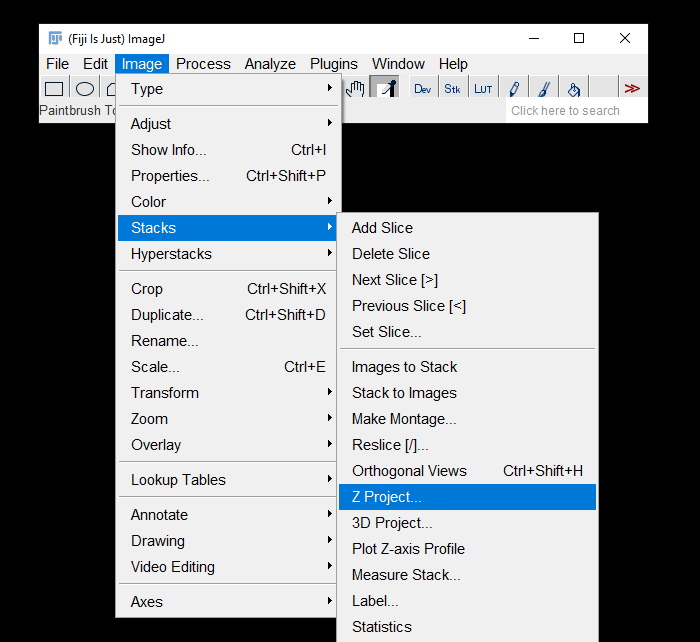 (Fiji Is Just) ImageJ
File Edit Image Process Analyze Plugins Window Help
Dev Stk LUT
Paintbrush To
Click here to search
Type
Adjust
Show Info... Ctrl+I
Properties... Ctrl+Shift+P
Color
Stacks
Hyperstacks
Crop Ctrl+Shift+X
Duplicate... Ctrl+Shift+D
Rename...
Scale... Ctrl+E
Transform
Zoom
Overlay
Lookup Tables
Annotate
Drawing
Video Editing
Axes
Add Slice
Delete Slice
Next Slice [>]
Previous Slice [<]
Set Slice...
Images to Stack
Stack to Images
Make Montage...
Reslice [/]...
Orthogonal Views Ctrl+Shift+H
Z Project...
3D Project...
Plot Z-axis Profile
Measure Stack...
Label...
Statistics